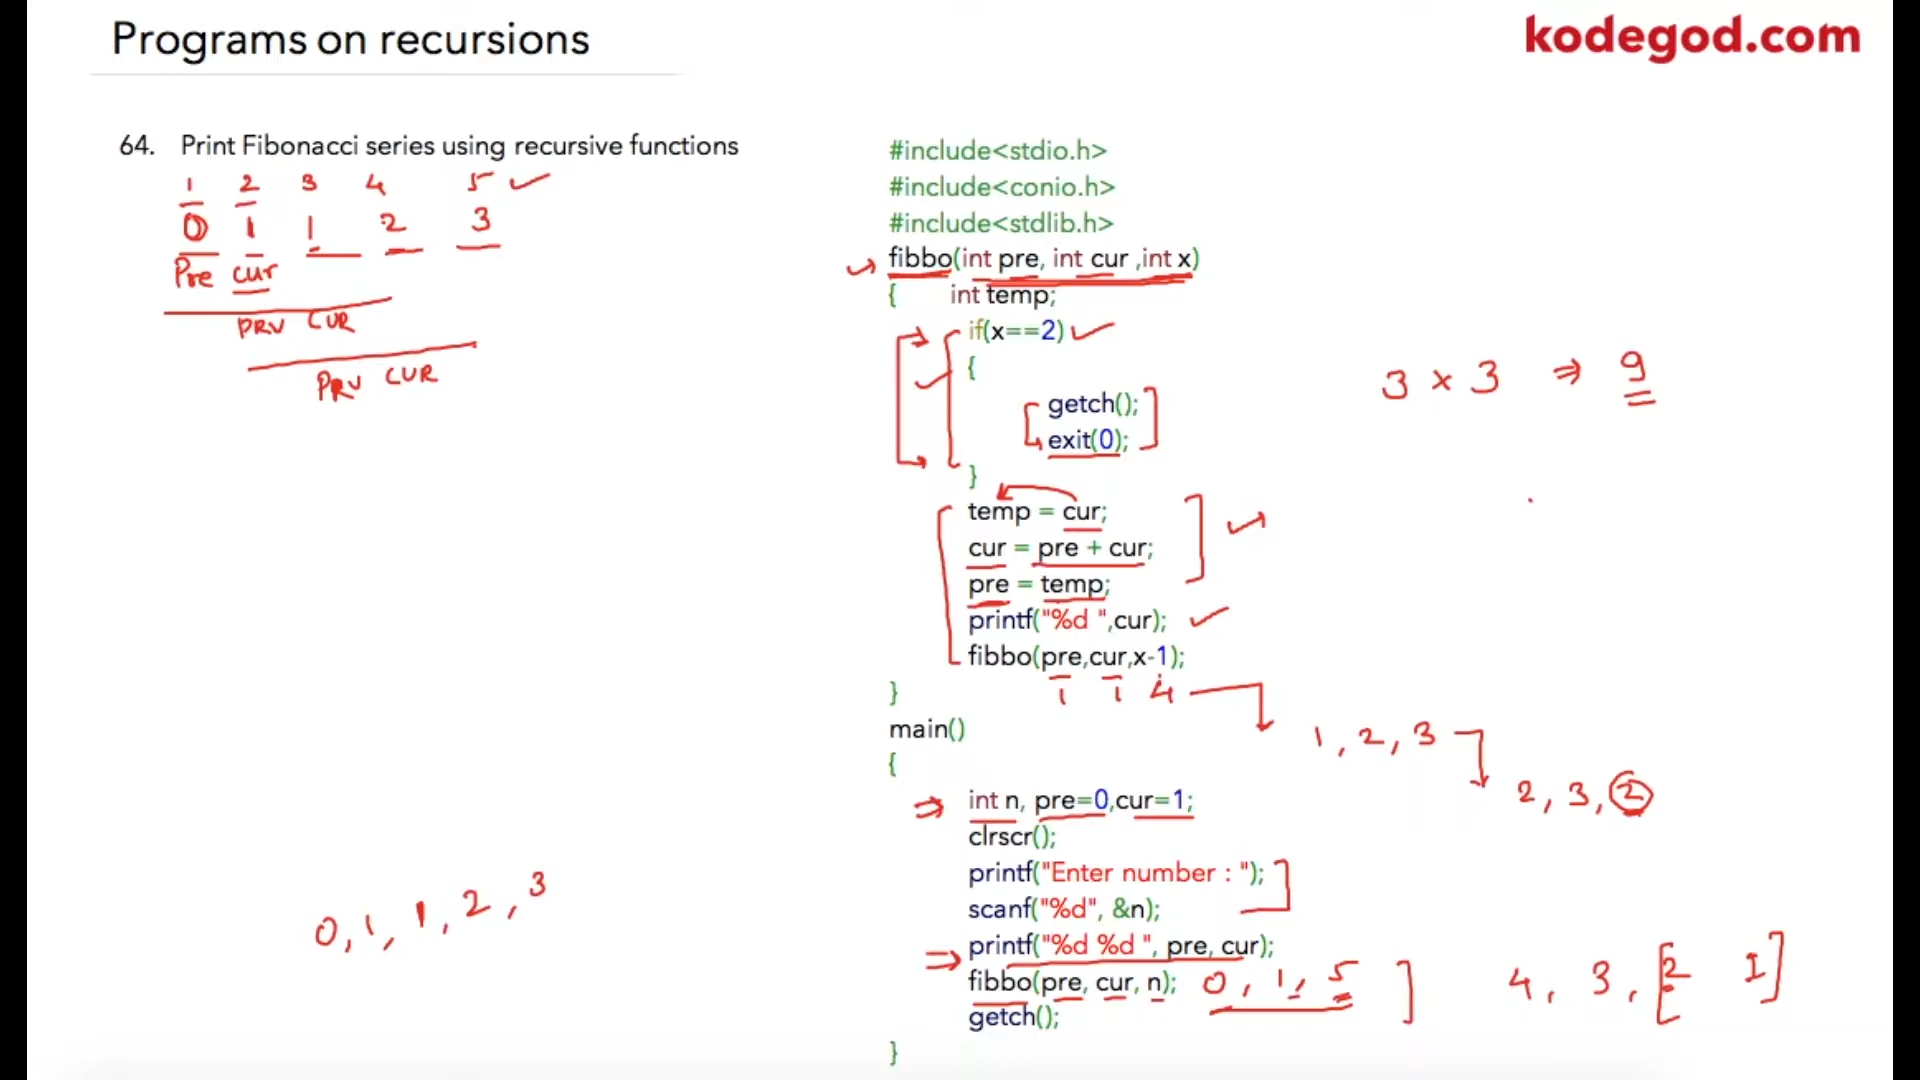 Programs on recursions
kodegod.com
64. Print Fibonacci series using recursive functions
1 2 3 4 5
0 1 1 2 3
Pre cur
PRV CUR
PRV CUR
0, 1, 1, 2, 3
#include<stdio.h>
#include<conio.h>
#include<stdlib.h>
fibbo(int pre, int cur ,int x)
{ int temp;
if(x==2)
{
getch();
exit(0);
}
temp = cur;
cur = pre + cur;
pre = temp;
printf("%d ",cur);
fibbo(pre,cur,x-1);
1 1 4
}
main()
{
int n, pre=0,cur=1;
clrscr();
printf("Enter number : ");
scanf("%d", &n);
printf("%d %d ", pre, cur);
fibbo(pre, cur, n); 0, 1, 5
getch();
}
3 × 3 ⇒ 9
1, 2, 3
2, 3, 2
4, 3, [2 1]